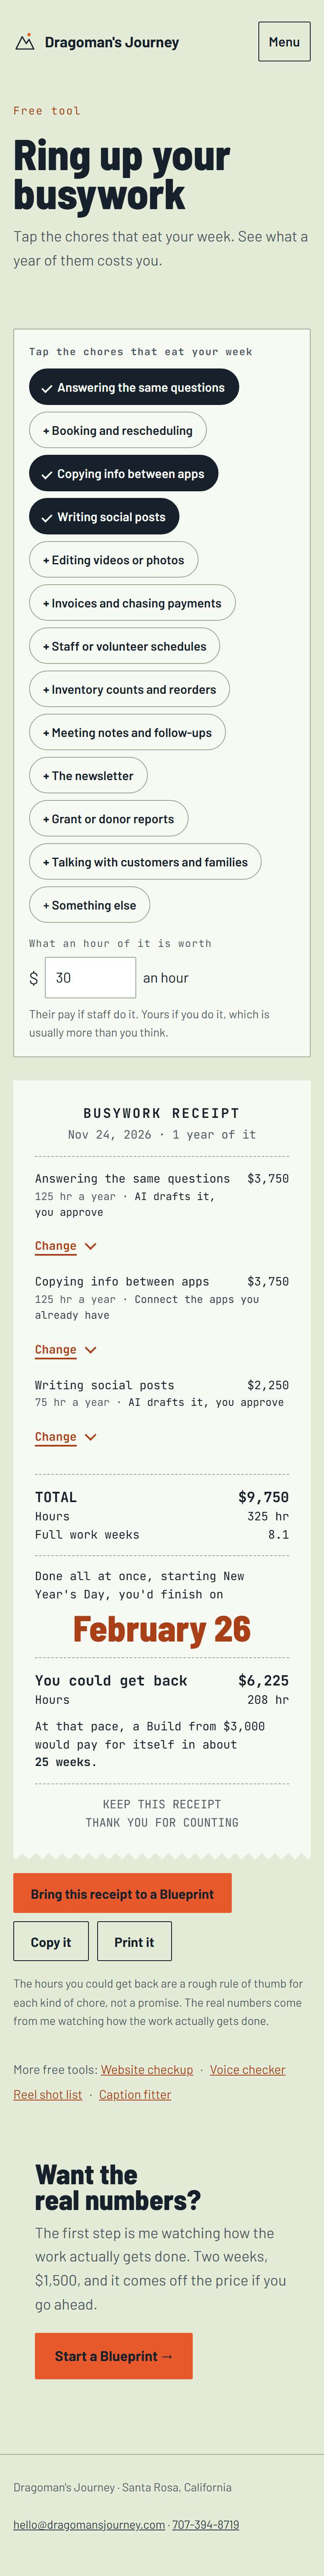 Dragoman's Journey
Menu
Free tool
Ring up your
busywork
Tap the chores that eat your week. See what a
year of them costs you.
Tap the chores that eat your week
✓ Answering the same questions
+ Booking and rescheduling
✓ Copying info between apps
✓ Writing social posts
+ Editing videos or photos
+ Invoices and chasing payments
+ Staff or volunteer schedules
+ Inventory counts and reorders
+ Meeting notes and follow-ups
+ The newsletter
+ Grant or donor reports
+ Talking with customers and families
+ Something else
What an hour of it is worth
$ 30 an hour
Their pay if staff do it. Yours if you do it, which is
usually more than you think.
BUSYWORK RECEIPT
Nov 24, 2026 · 1 year of it
Answering the same questions $3,750
125 hr a year · AI drafts it,
you approve
Change
Copying info between apps $3,750
125 hr a year · Connect the apps you
already have
Change
Writing social posts $2,250
75 hr a year · AI drafts it, you approve
Change
TOTAL $9,750
Hours 325 hr
Full work weeks 8.1
Done all at once, starting New
Year's Day, you'd finish on
February 26
You could get back $6,225
Hours 208 hr
At that pace, a Build from $3,000
would pay for itself in about
25 weeks.
KEEP THIS RECEIPT
THANK YOU FOR COUNTING
Bring this receipt to a Blueprint
Copy it Print it
The hours you could get back are a rough rule of thumb for
each kind of chore, not a promise. The real numbers come
from me watching how the work actually gets done.
More free tools: Website checkup · Voice checker
Reel shot list · Caption fitter
Want the
real numbers?
The first step is me watching how the
work actually gets done. Two weeks,
$1,500, and it comes off the price if you
go ahead.
Start a Blueprint →
Dragoman's Journey · Santa Rosa, California
hello@dragomansjourney.com · 707-394-8719